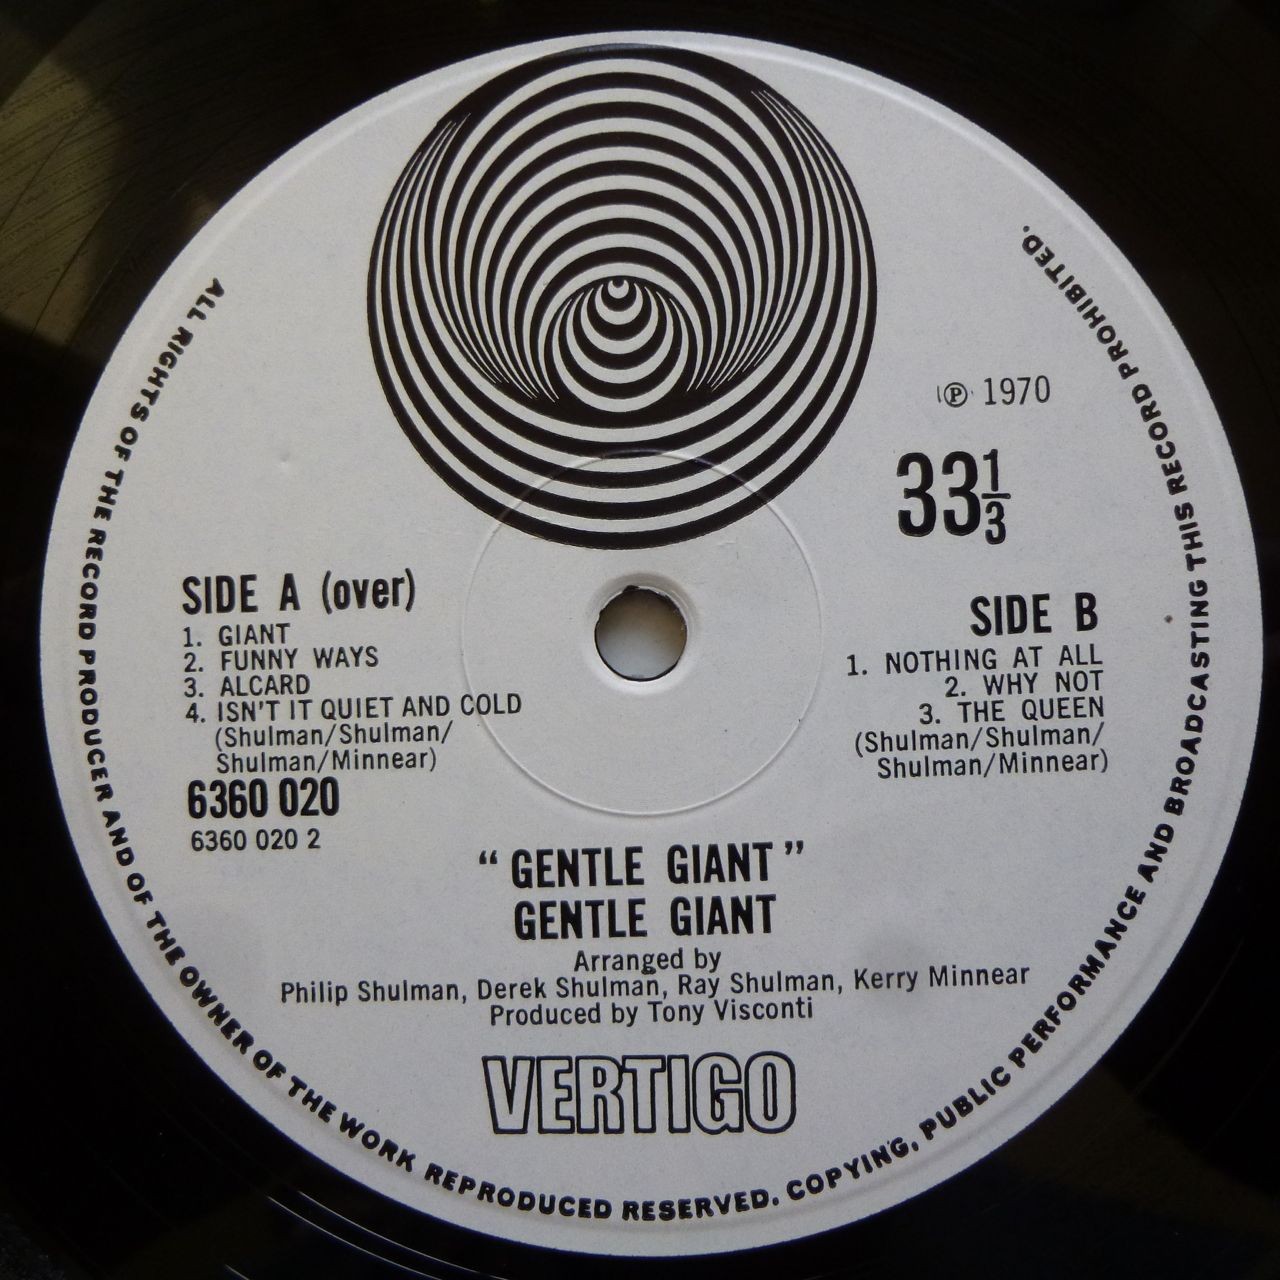 ALL RIGHTS OF THE RECORD PRODUCER AND OF THE OWNER OF THE WORK REPRODUCED RESERVED. COPYING, PUBLIC PERFORMANCE AND BROADCASTING THIS RECORD PROHIBITED.
℗ 1970
33 1/3
SIDE A (over)
1. GIANT
2. FUNNY WAYS
3. ALCARD
4. ISN'T IT QUIET AND COLD
(Shulman/Shulman/
Shulman/Minnear)
6360 020
6360 020 2
SIDE B
1. NOTHING AT ALL
2. WHY NOT
3. THE QUEEN
(Shulman/Shulman/
Shulman/Minnear)
“GENTLE GIANT”
GENTLE GIANT
Arranged by
Philip Shulman, Derek Shulman, Ray Shulman, Kerry Minnear
Produced by Tony Visconti
VERTIGO